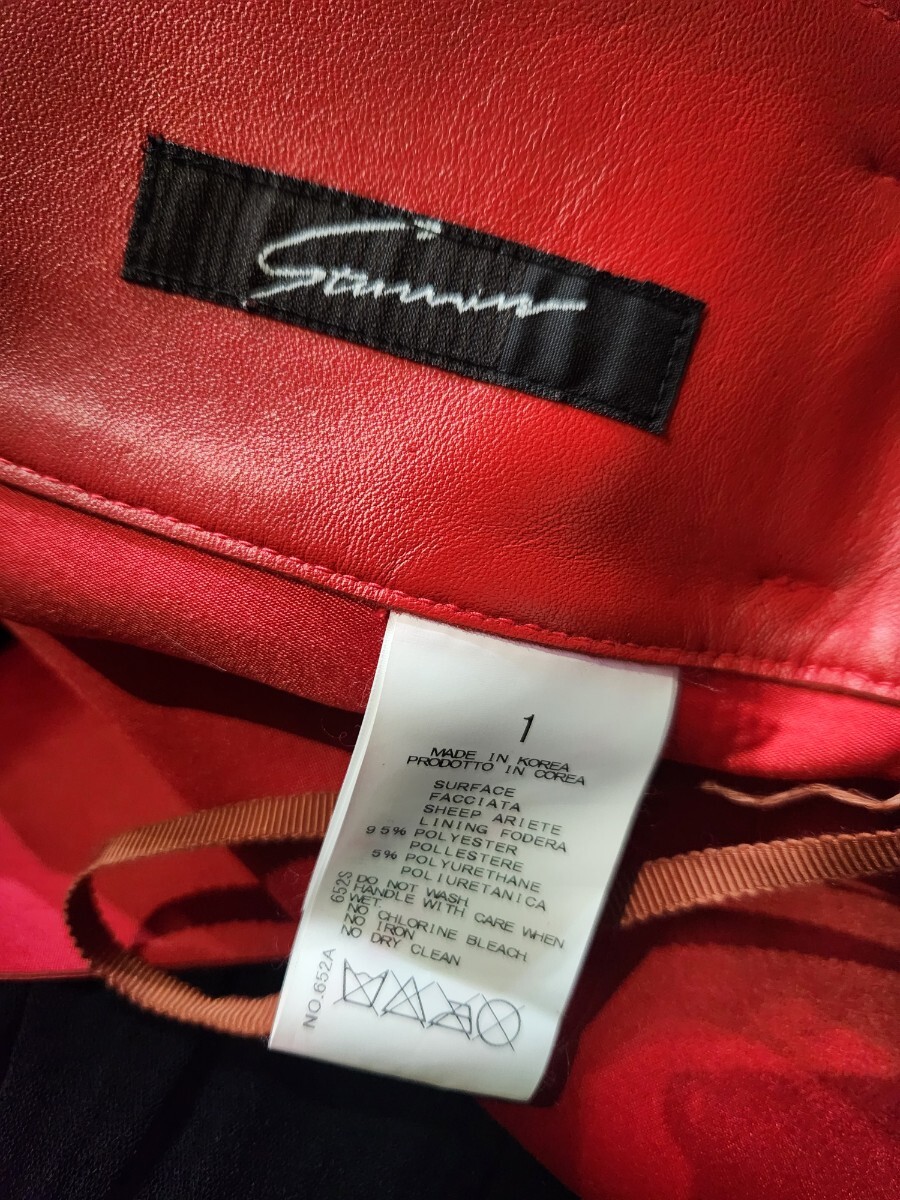 Stunnin
1
MADE IN KOREA
PRODOTTO IN COREA
SURFACE
FACCIATA
SHEEP ARIETE
LINING FODERA
95% POLYESTER
POLLESTERE
5% POLYURETHANE
POLIURETANICA
652S
DO NOT WASH
HANDLE WITH CARE WHEN
WET.
NO CHLORINE BLEACH
NO IRON
NO DRY CLEAN
NO.652A